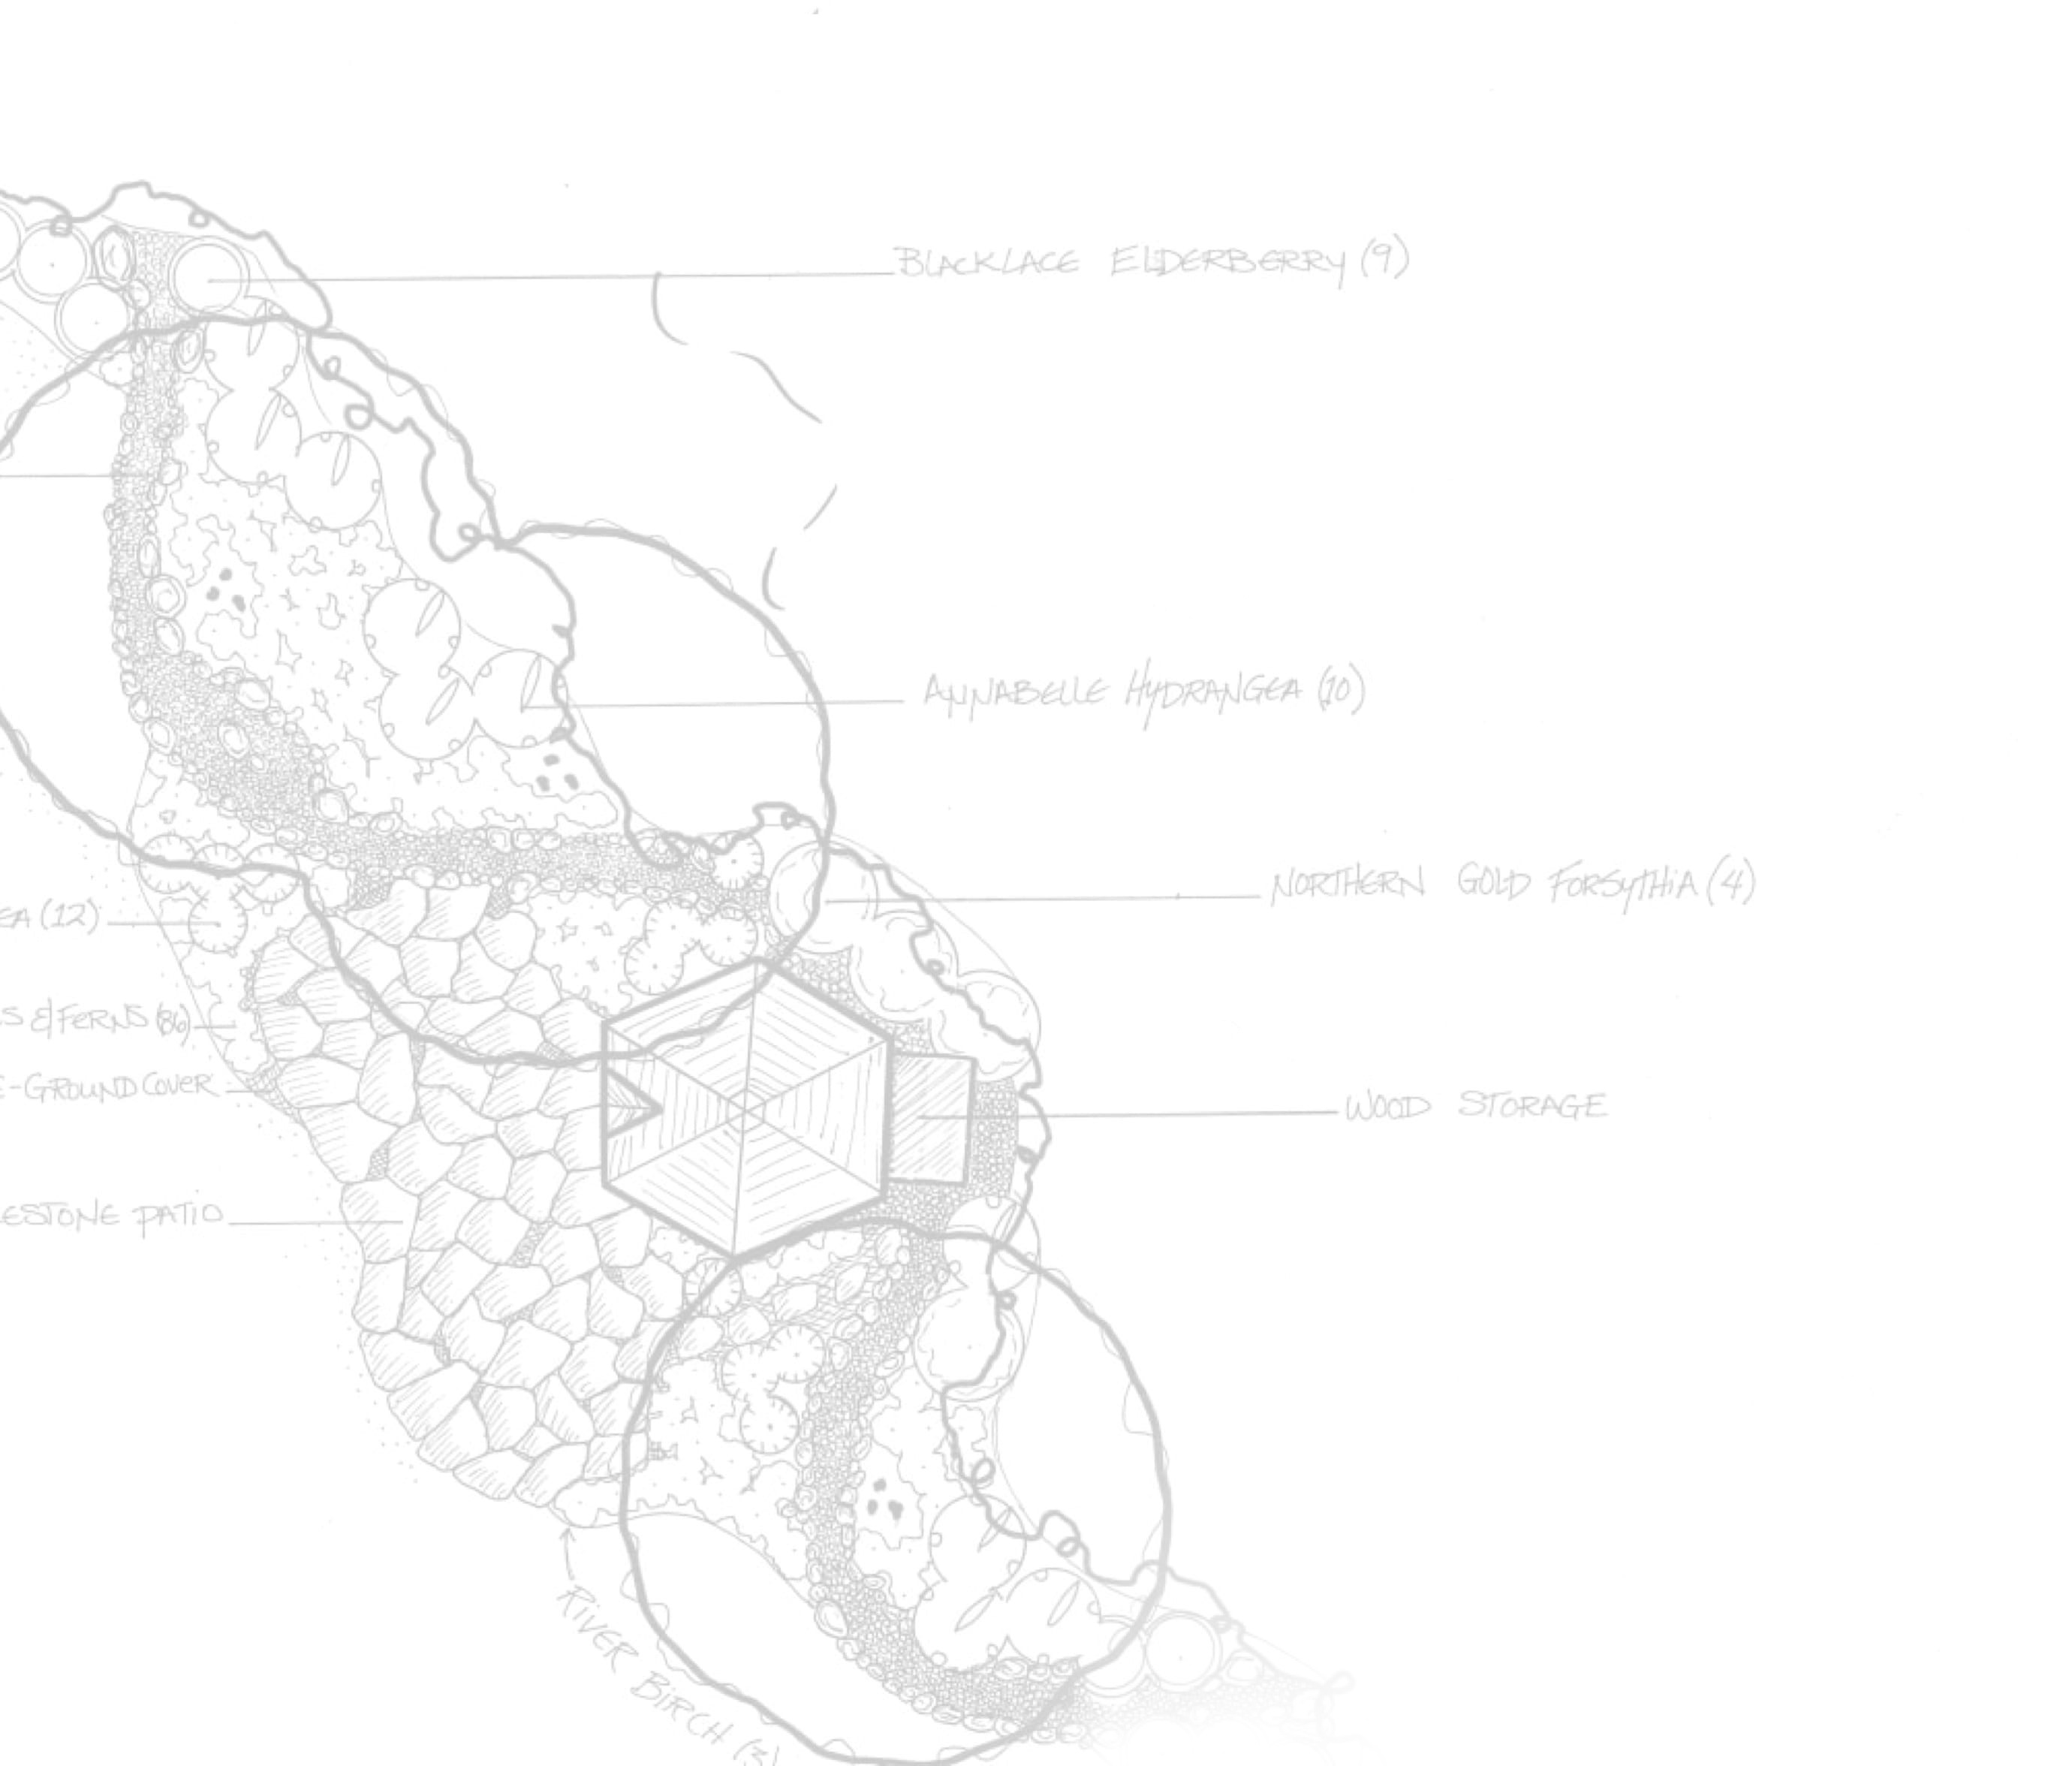 BLACKLACE ELDERBERRY (9)
ANNABELLE HYDRANGEA (10)
NORTHERN GOLD FORSYTHIA (4)
EA (12)
S & FERNS (86)
E-GROUND COVER
WOOD STORAGE
ESTONE PATIO
RIVER BIRCH (3)